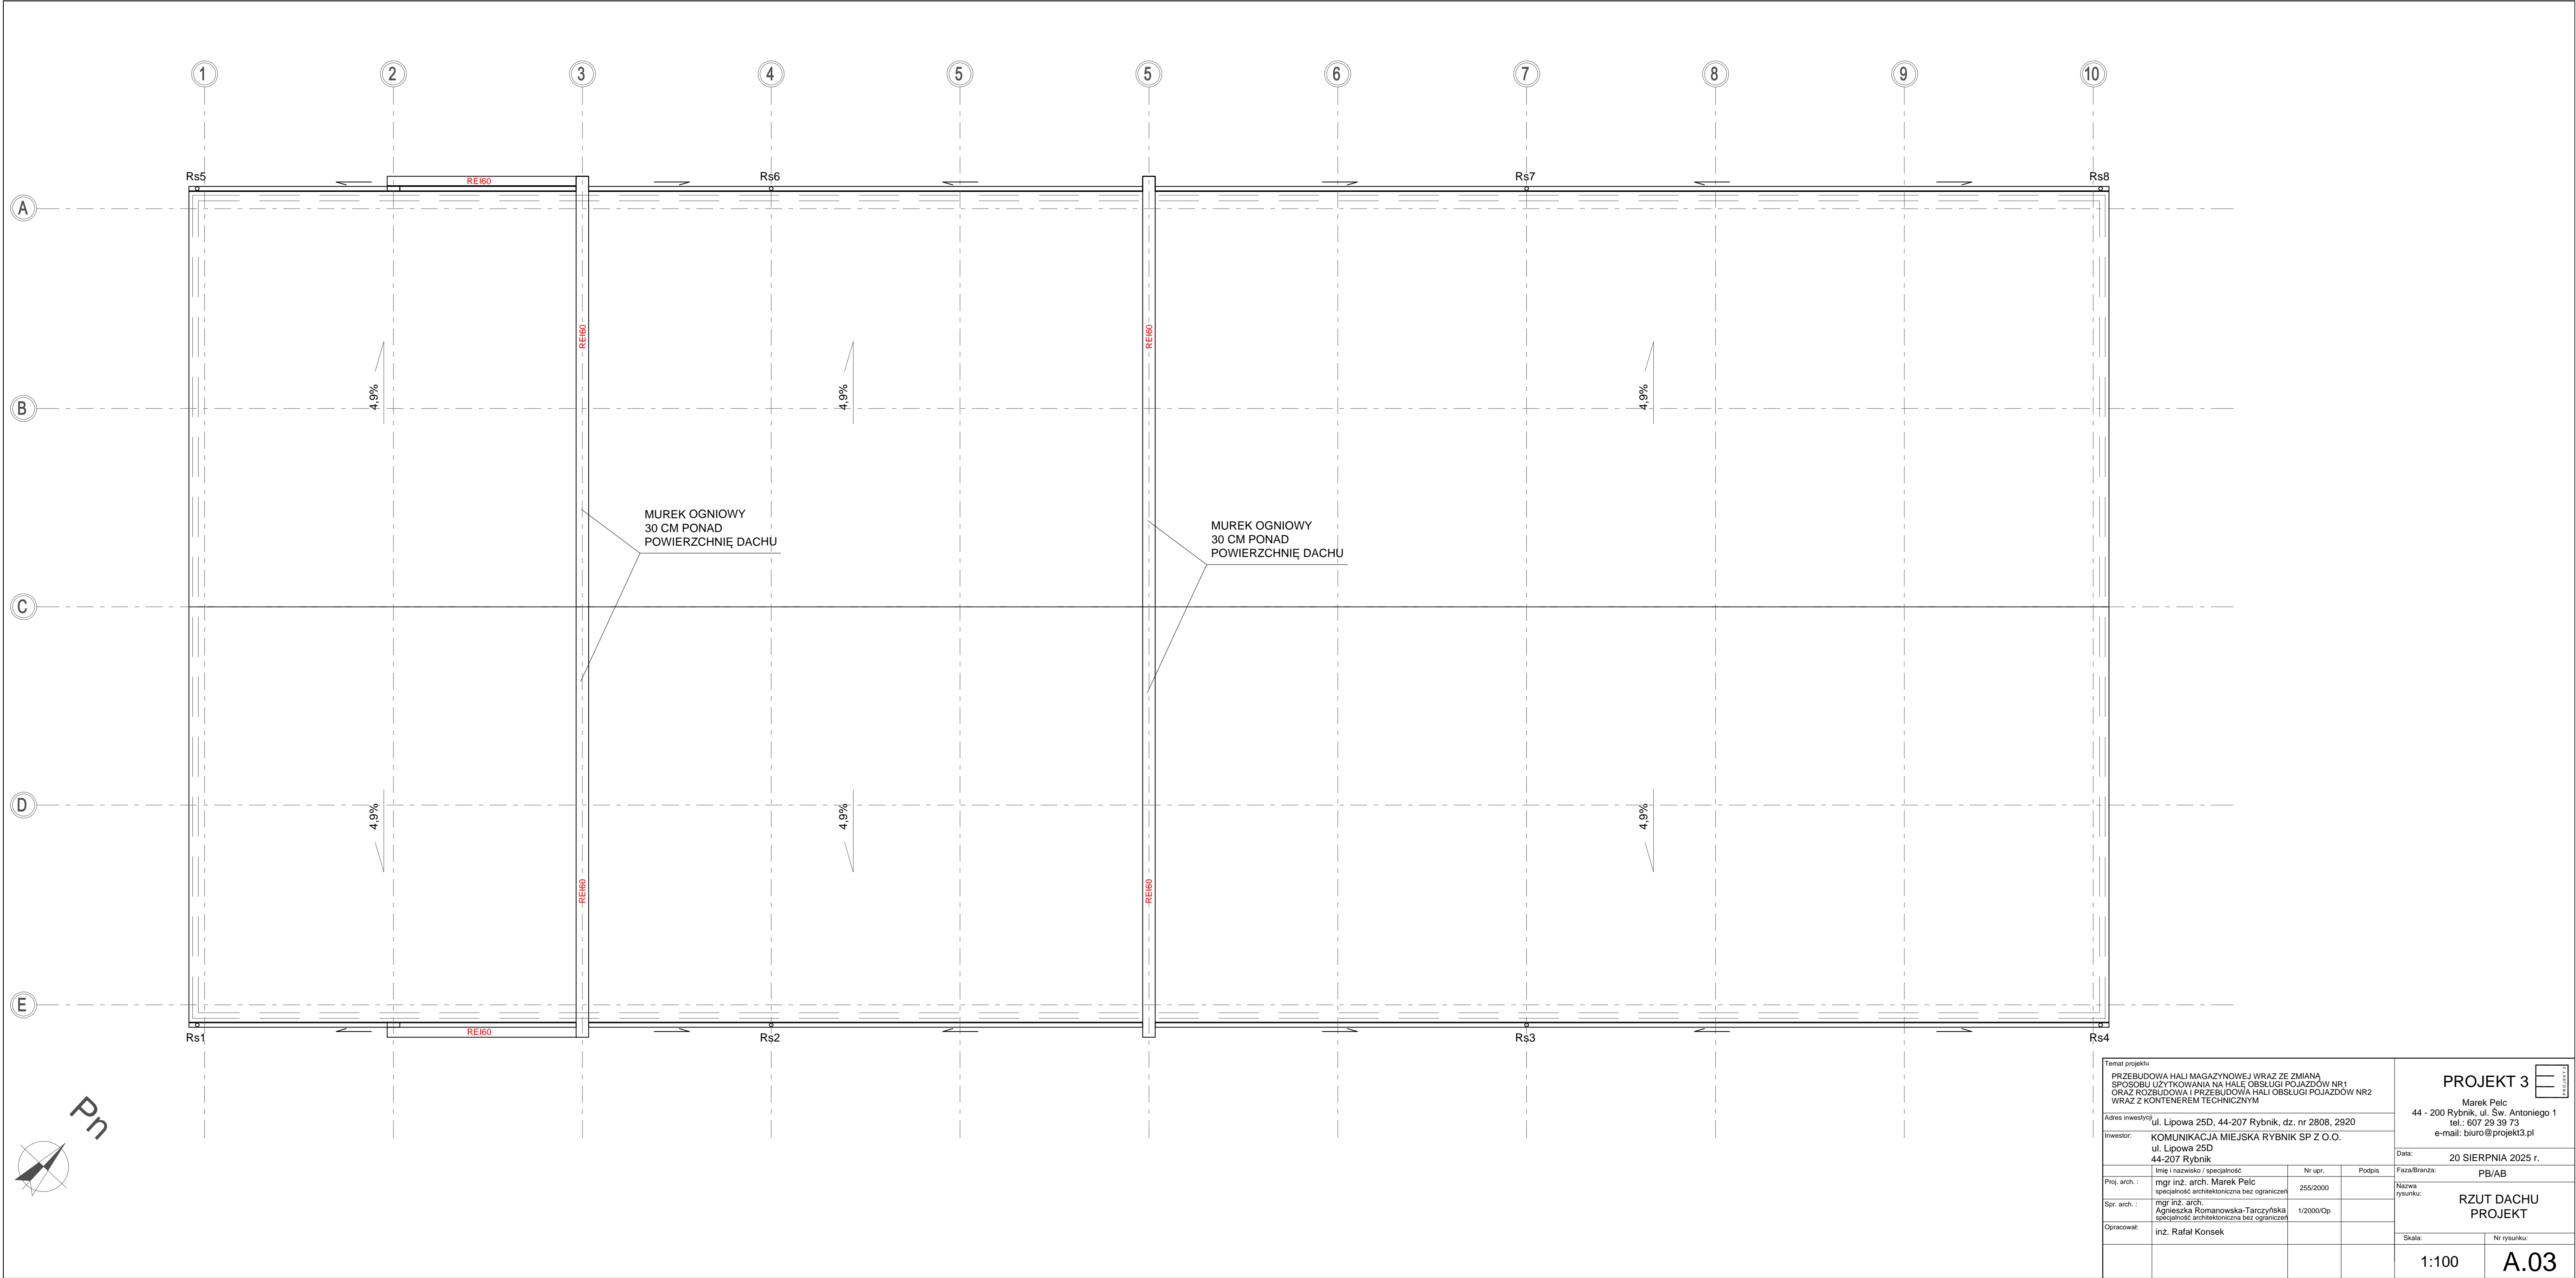 1
2
3
4
5
5
6
7
8
9
10
Rs5
REI60
Rs6
Rs7
Rs8
A
REI60
REI60
4,9%
4,9%
4,9%
B
MUREK OGNIOWY
30 CM PONAD
POWIERZCHNIĘ DACHU
MUREK OGNIOWY
30 CM PONAD
POWIERZCHNIĘ DACHU
C
D
4,9%
4,9%
4,9%
REI60
REI60
E
Rs1
REI60
Rs2
Rs3
Rs4
Pn
Temat projektu
PRZEBUDOWA HALI MAGAZYNOWEJ WRAZ ZE ZMIANĄ
SPOSOBU UŻYTKOWANIA NA HALĘ OBSŁUGI POJAZDÓW NR1
ORAZ ROZBUDOWA I PRZEBUDOWA HALI OBSŁUGI POJAZDÓW NR2
WRAZ Z KONTENEREM TECHNICZNYM
Adres inwestycji
ul. Lipowa 25D, 44-207 Rybnik, dz. nr 2808, 2920
Inwestor:
KOMUNIKACJA MIEJSKA RYBNIK SP Z O.O.
ul. Lipowa 25D
44-207 Rybnik
Imię i nazwisko / specjalność Nr upr. Podpis
Proj. arch. :
mgr inż. arch. Marek Pelc
specjalność architektoniczna bez ograniczeń
255/2000
Spr. arch. :
mgr inż. arch.
Agnieszka Romanowska-Tarczyńska
specjalność architektoniczna bez ograniczeń
1/2000/Op
Opracował:
inż. Rafał Konsek
PROJEKT 3
Marek Pelc
44 - 200 Rybnik, ul. Św. Antoniego 1
tel.: 607 29 39 73
e-mail: biuro@projekt3.pl
Data:
20 SIERPNIA 2025 r.
Faza/Branża:
PB/AB
Nazwa
rysunku:
RZUT DACHU
PROJEKT
Skala:
1:100
Nr rysunku:
A.03